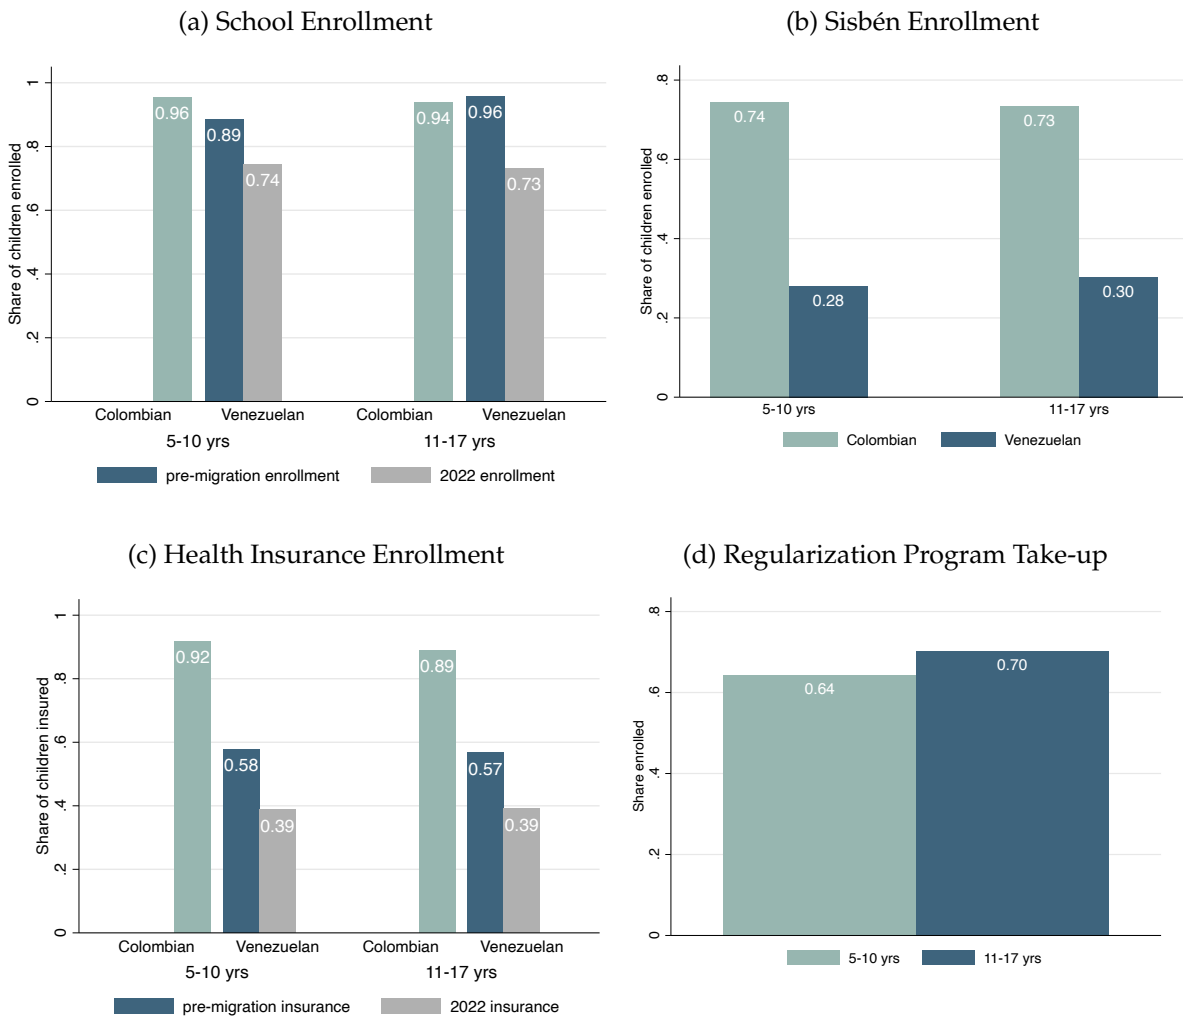 (a) School Enrollment
Share of children enrolled
1
.8
.6
.4
.2
0
0.96
0.89
0.74
0.94
0.96
0.73
Colombian Venezuelan Colombian Venezuelan
5-10 yrs 11-17 yrs
pre-migration enrollment 2022 enrollment
(b) Sisbén Enrollment
Share of children enrolled
.8
.6
.4
.2
0
0.74
0.28
0.73
0.30
5-10 yrs 11-17 yrs
Colombian Venezuelan
(c) Health Insurance Enrollment
Share of children insured
1
.8
.6
.4
.2
0
0.92
0.58
0.39
0.89
0.57
0.39
Colombian Venezuelan Colombian Venezuelan
5-10 yrs 11-17 yrs
pre-migration insurance 2022 insurance
(d) Regularization Program Take-up
Share enrolled
.8
.6
.4
.2
0
0.64
0.70
5-10 yrs 11-17 yrs